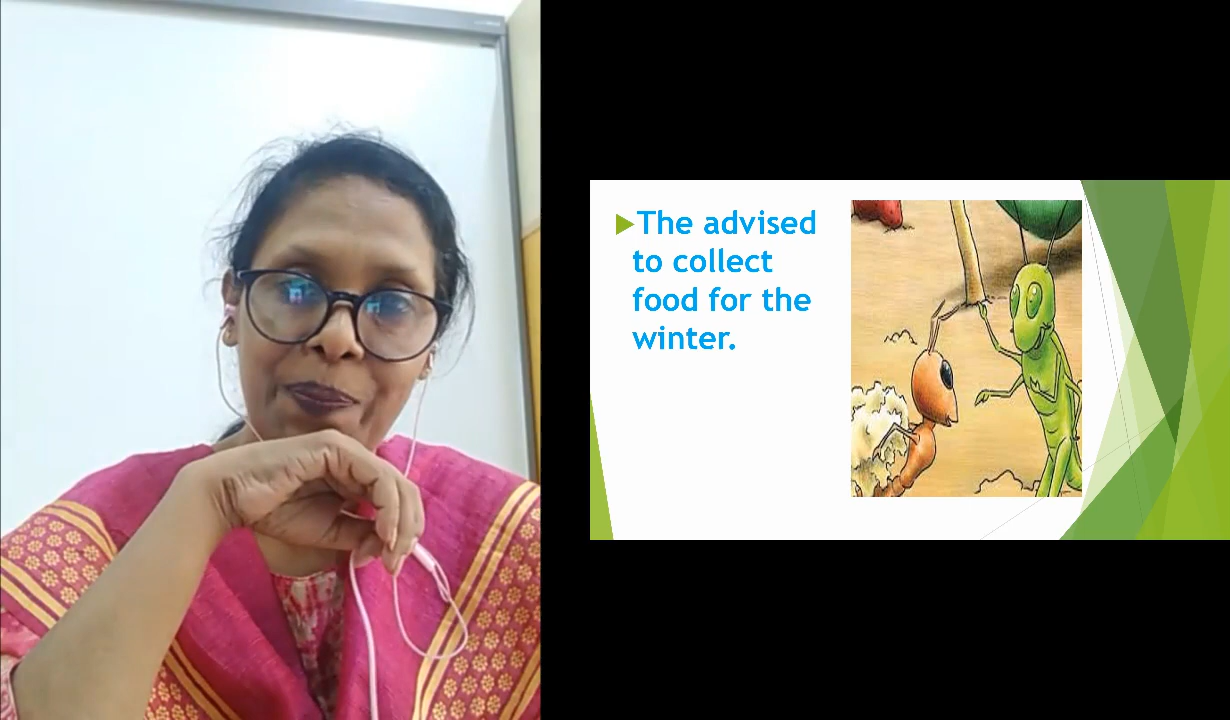 The advised
to collect
food for the
winter.